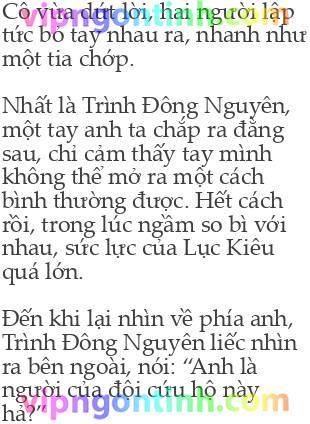 Cô vừa dứt lời, hai người lập
tức bỏ tay nhau ra, nhanh như
một tia chớp.
Nhất là Trình Đông Nguyên,
một tay anh ta chắp ra đằng
sau, chỉ cảm thấy tay mình
không thể mở ra một cách
bình thường được. Hết cách
rồi, trong lúc ngầm so bì với
nhau, sức lực của Lục Kiêu
quá lớn.
Đến khi lại nhìn về phía anh,
Trình Đông Nguyên liếc nhìn
ra bên ngoài, nói: “Anh là
người của đội cứu hộ này
hả?”
vipngontinh.com
vipngontinh.com